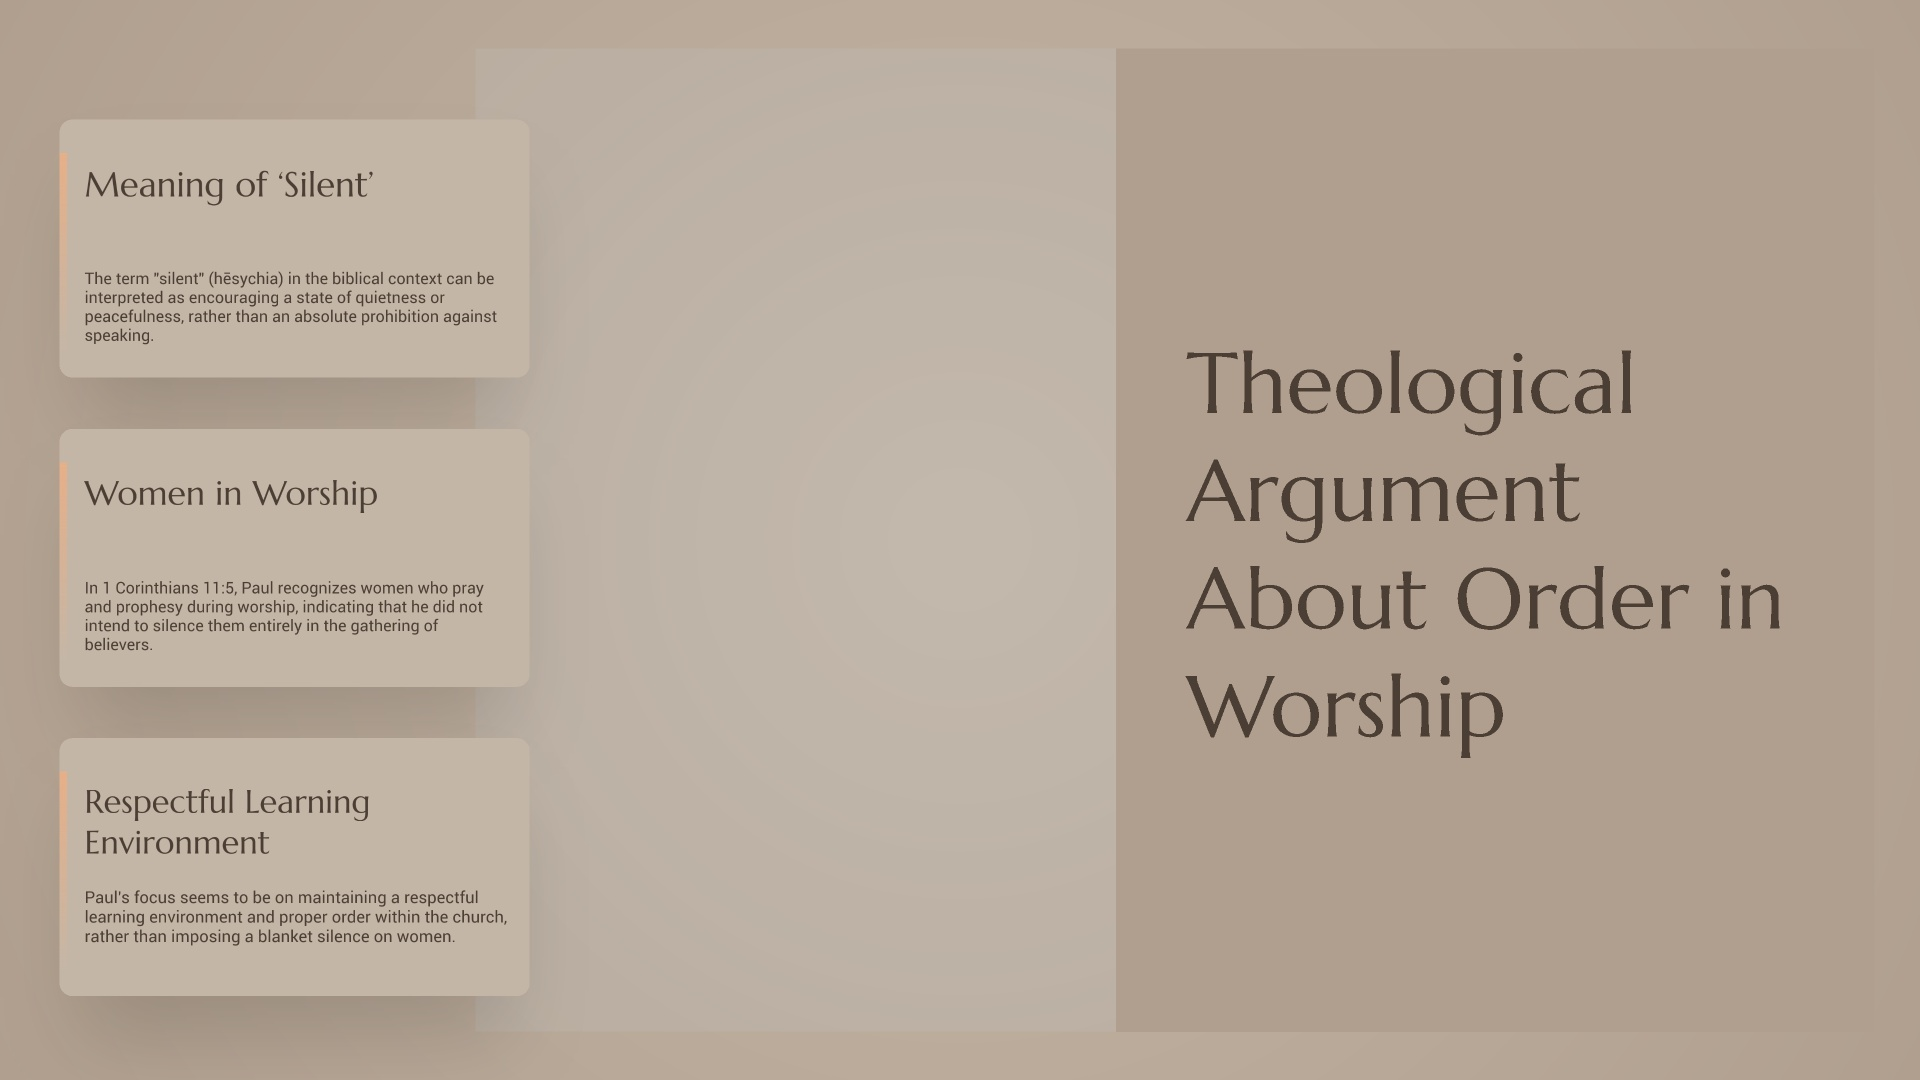 Meaning of ‘Silent’
The term "silent" (hēsychia) in the biblical context can be
interpreted as encouraging a state of quietness or
peacefulness, rather than an absolute prohibition against
speaking.
Women in Worship
In 1 Corinthians 11:5, Paul recognizes women who pray
and prophesy during worship, indicating that he did not
intend to silence them entirely in the gathering of
believers.
Respectful Learning
Environment
Paul's focus seems to be on maintaining a respectful
learning environment and proper order within the church,
rather than imposing a blanket silence on women.
Theological
Argument
About Order in
Worship